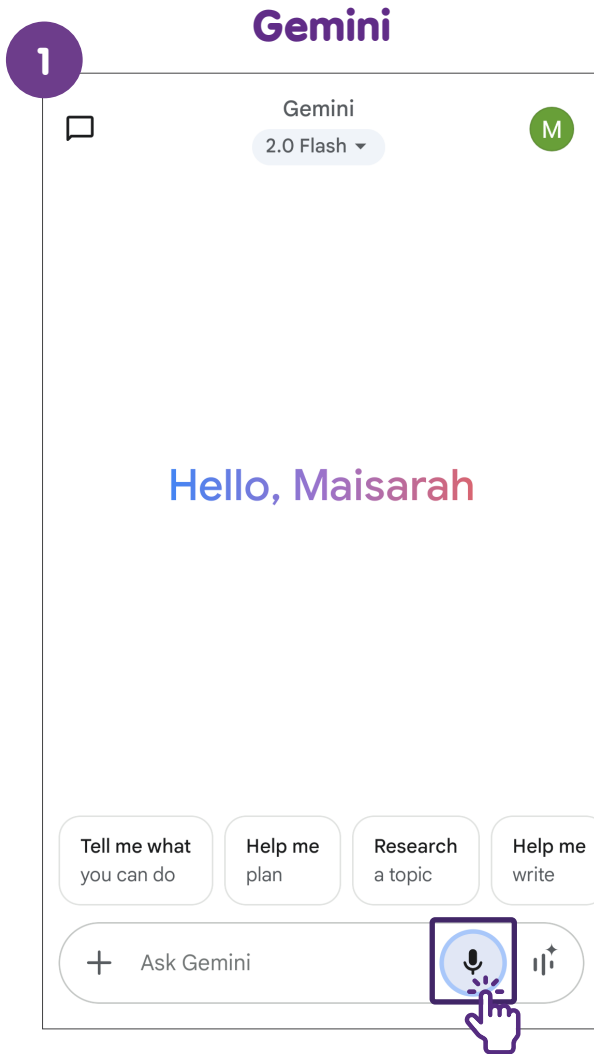 Gemini
1
Gemini
2.0 Flash
M
Hello, Maisarah
Tell me what
you can do
Help me
plan
Research
a topic
Help me
write
Ask Gemini